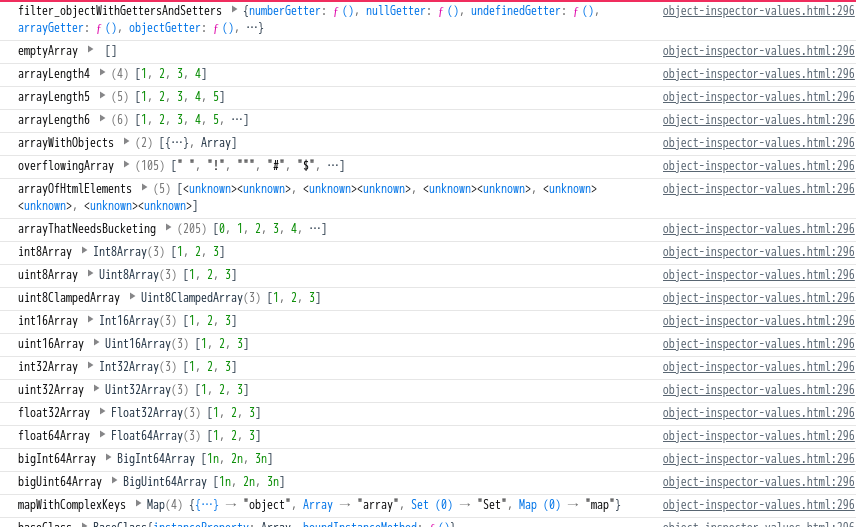 filter_objectWithGettersAndSetters ▶ {numberGetter: ƒ (), nullGetter: ƒ (), undefinedGetter: ƒ (), object-inspector-values.html:296
arrayGetter: ƒ (), objectGetter: ƒ (), …}
emptyArray ▶ [] object-inspector-values.html:296
arrayLength4 ▶ (4) [1, 2, 3, 4] object-inspector-values.html:296
arrayLength5 ▶ (5) [1, 2, 3, 4, 5] object-inspector-values.html:296
arrayLength6 ▶ (6) [1, 2, 3, 4, 5, …] object-inspector-values.html:296
arrayWithObjects ▶ (2) [{…}, Array] object-inspector-values.html:296
overflowingArray ▶ (105) [" ", "!", """, "#", "$", …] object-inspector-values.html:296
arrayOfHtmlElements ▶ (5) [<unknown><unknown>, <unknown><unknown>, <unknown><unknown>, <unknown> object-inspector-values.html:296
<unknown>, <unknown><unknown>]
arrayThatNeedsBucketing ▶ (205) [0, 1, 2, 3, 4, …] object-inspector-values.html:296
int8Array ▶ Int8Array(3) [1, 2, 3] object-inspector-values.html:296
uint8Array ▶ Uint8Array(3) [1, 2, 3] object-inspector-values.html:296
uint8ClampedArray ▶ Uint8ClampedArray(3) [1, 2, 3] object-inspector-values.html:296
int16Array ▶ Int16Array(3) [1, 2, 3] object-inspector-values.html:296
uint16Array ▶ Uint16Array(3) [1, 2, 3] object-inspector-values.html:296
int32Array ▶ Int32Array(3) [1, 2, 3] object-inspector-values.html:296
uint32Array ▶ Uint32Array(3) [1, 2, 3] object-inspector-values.html:296
float32Array ▶ Float32Array(3) [1, 2, 3] object-inspector-values.html:296
float64Array ▶ Float64Array(3) [1, 2, 3] object-inspector-values.html:296
bigInt64Array ▶ BigInt64Array [1n, 2n, 3n] object-inspector-values.html:296
bigUint64Array ▶ BigUint64Array [1n, 2n, 3n] object-inspector-values.html:296
mapWithComplexKeys ▶ Map(4) {{…} → "object", Array → "array", Set (0) → "Set", Map (0) → "map"} object-inspector-values.html:296
baseClass ▶ BaseClass{instanceProperty: Array, boundInstanceMethod: ƒ ()} object-inspector-values.html:296